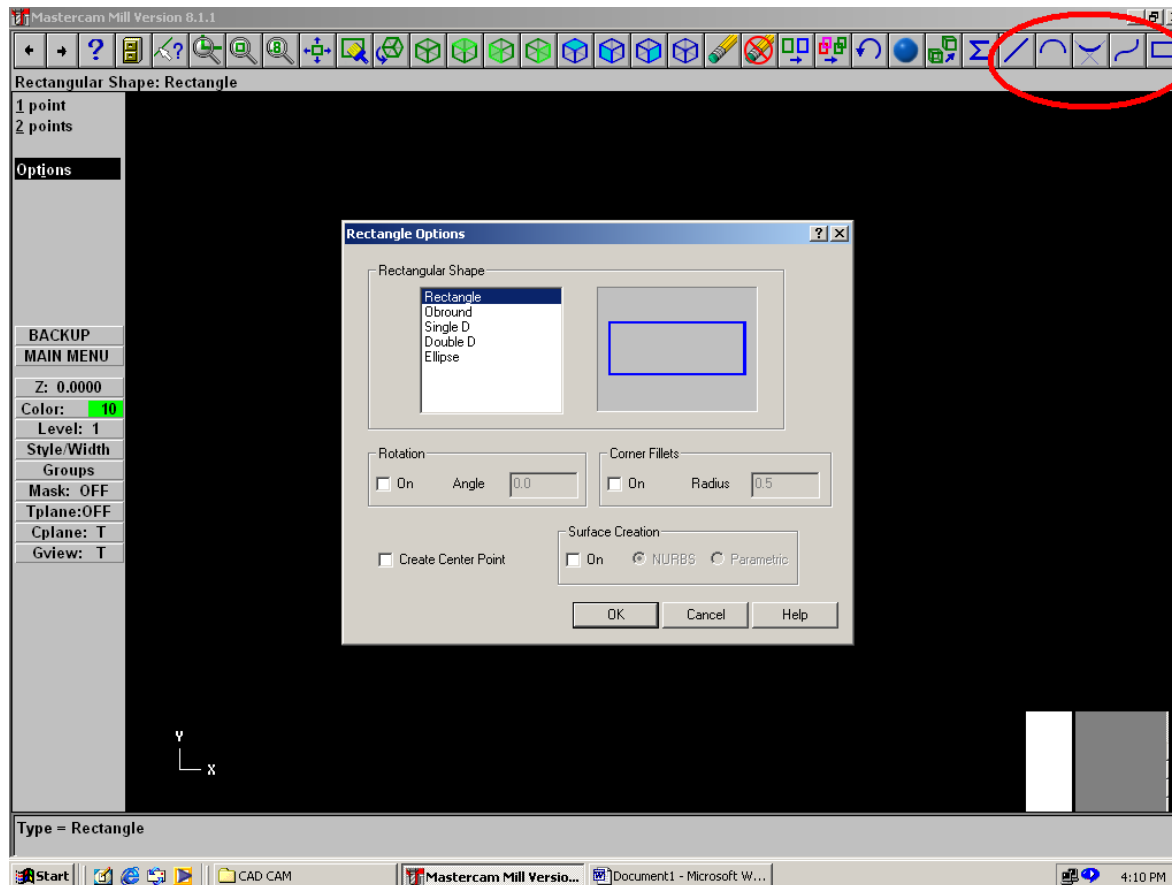 Mastercam Mill Version 8.1.1
Rectangular Shape: Rectangle
1 point
2 points
Options
BACKUP
MAIN MENU
Z: 0.0000
Color: 10
Level: 1
Style/Width
Groups
Mask: OFF
Tplane:OFF
Cplane: T
Gview: T
Rectangle Options
Rectangular Shape
Rectangle
Obround
Single D
Double D
Ellipse
Rotation
On Angle 0.0
Corner Fillets
On Radius 0.5
Create Center Point
Surface Creation
On NURBS Parametric
OK Cancel Help
Y
X
Type = Rectangle
Start CAD CAM Mastercam Mill Versio... Document1 - Microsoft W... 4:10 PM